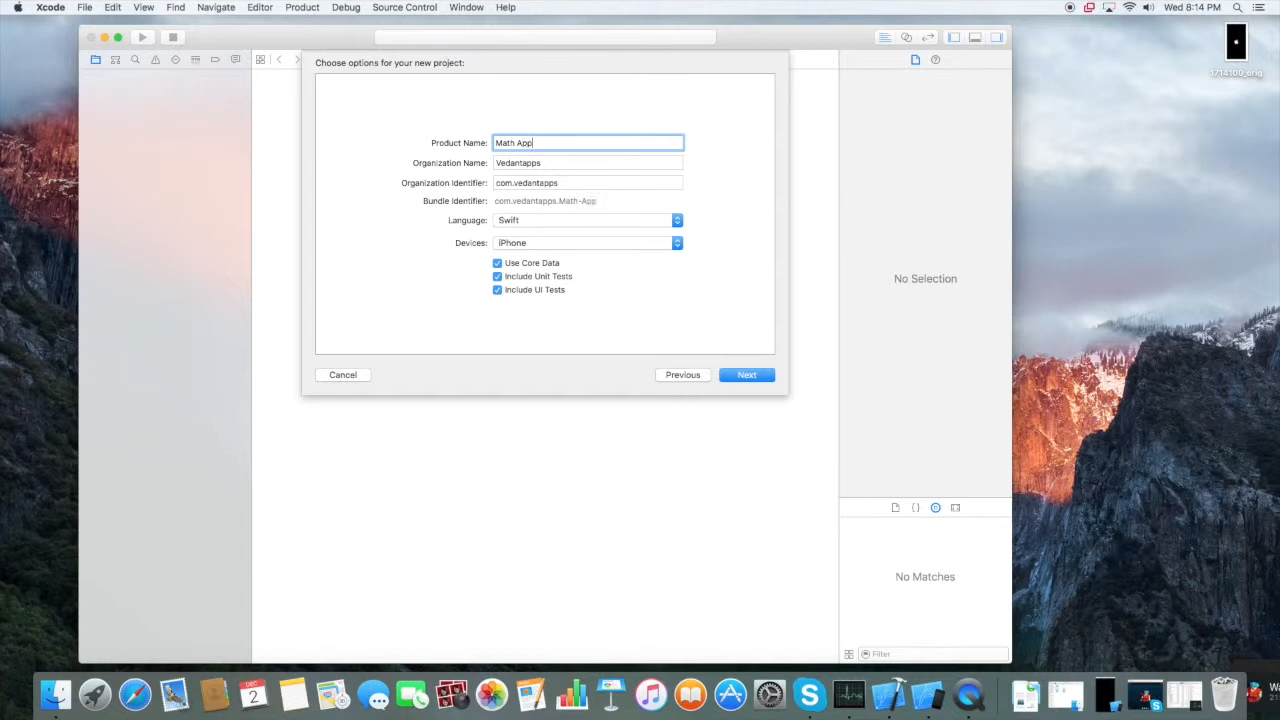 Xcode File Edit View Find Navigate Editor Product Debug Source Control Window Help Wed 8:14 PM
1714100_orig
Choose options for your new project:
Product Name: Math App
Organization Name: Vedantapps
Organization Identifier: com.vedantapps
Bundle Identifier: com.vedantapps.Math-App
Language: Swift
Devices: iPhone
Use Core Data
Include Unit Tests
Include UI Tests
Cancel Previous Next
No Selection
No Matches
Filter
DEC
2